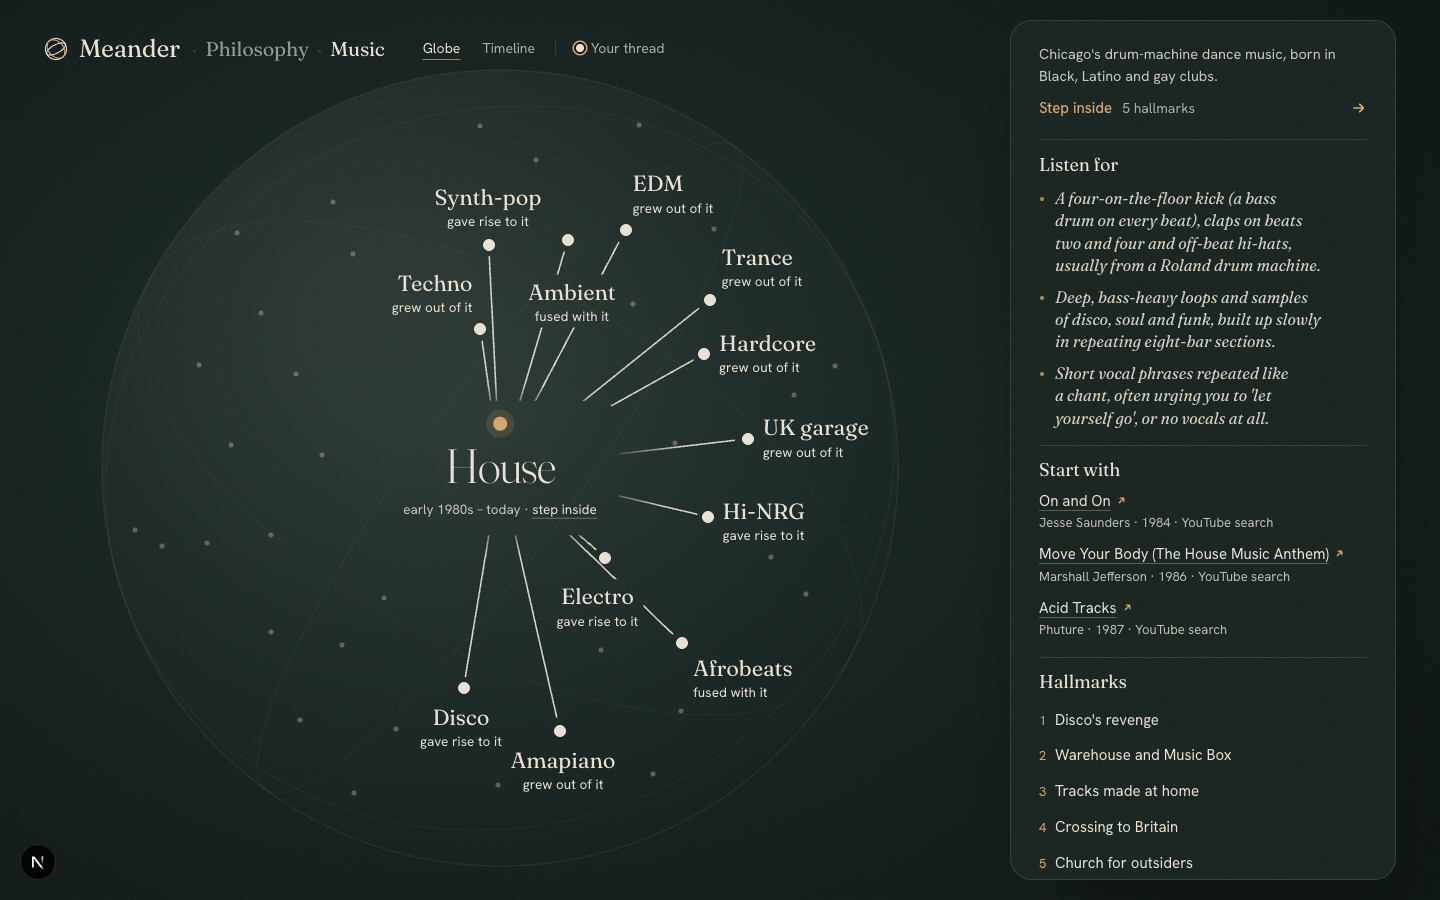 Meander · Philosophy · Music
Globe Timeline Your thread
Synth-pop
gave rise to it
EDM
grew out of it
Trance
grew out of it
Techno
grew out of it
Ambient
fused with it
Hardcore
grew out of it
UK garage
grew out of it
House
early 1980s – today · step inside
Hi-NRG
gave rise to it
Electro
gave rise to it
Afrobeats
fused with it
Disco
gave rise to it
Amapiano
grew out of it
N
Chicago's drum-machine dance music, born in
Black, Latino and gay clubs.
Step inside 5 hallmarks →
Listen for
• A four-on-the-floor kick (a bass
drum on every beat), claps on beats
two and four and off-beat hi-hats,
usually from a Roland drum machine.
• Deep, bass-heavy loops and samples
of disco, soul and funk, built up slowly
in repeating eight-bar sections.
• Short vocal phrases repeated like
a chant, often urging you to 'let
yourself go', or no vocals at all.
Start with
On and On ↗
Jesse Saunders · 1984 · YouTube search
Move Your Body (The House Music Anthem) ↗
Marshall Jefferson · 1986 · YouTube search
Acid Tracks ↗
Phuture · 1987 · YouTube search
Hallmarks
1 Disco's revenge
2 Warehouse and Music Box
3 Tracks made at home
4 Crossing to Britain
5 Church for outsiders